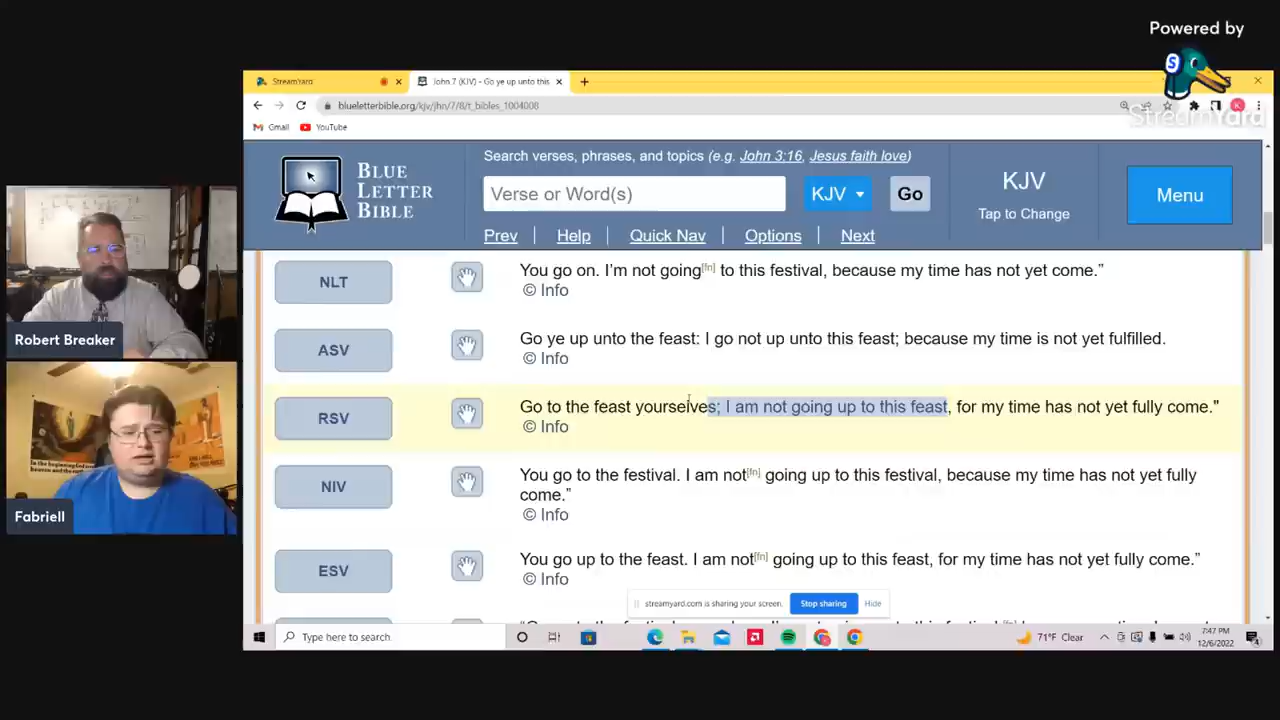 Powered by
StreamYard
StreamYard
John 7 (KJV) - Go ye up unto this
blueletterbible.org/kjv/jhn/7/8/t_bibles_1004008
Gmail
YouTube
BLUE
LETTER
BIBLE
Search verses, phrases, and topics (e.g. John 3:16, Jesus faith love)
Verse or Word(s)
KJV
Go
Prev
Help
Quick Nav
Options
Next
KJV
Tap to Change
Menu
NLT
You go on. I'm not going[fn] to this festival, because my time has not yet come.”
© Info
ASV
Go ye up unto the feast: I go not up unto this feast; because my time is not yet fulfilled.
© Info
RSV
Go to the feast yourselves; I am not going up to this feast, for my time has not yet fully come."
© Info
NIV
You go to the festival. I am not[fn] going up to this festival, because my time has not yet fully
come.”
© Info
ESV
You go up to the feast. I am not[fn] going up to this feast, for my time has not yet fully come.”
© Info
streamyard.com is sharing your screen.
Stop sharing
Hide
Type here to search
71°F Clear
7:47 PM
12/6/2022
Robert Breaker
In the beginning God
Fabriell